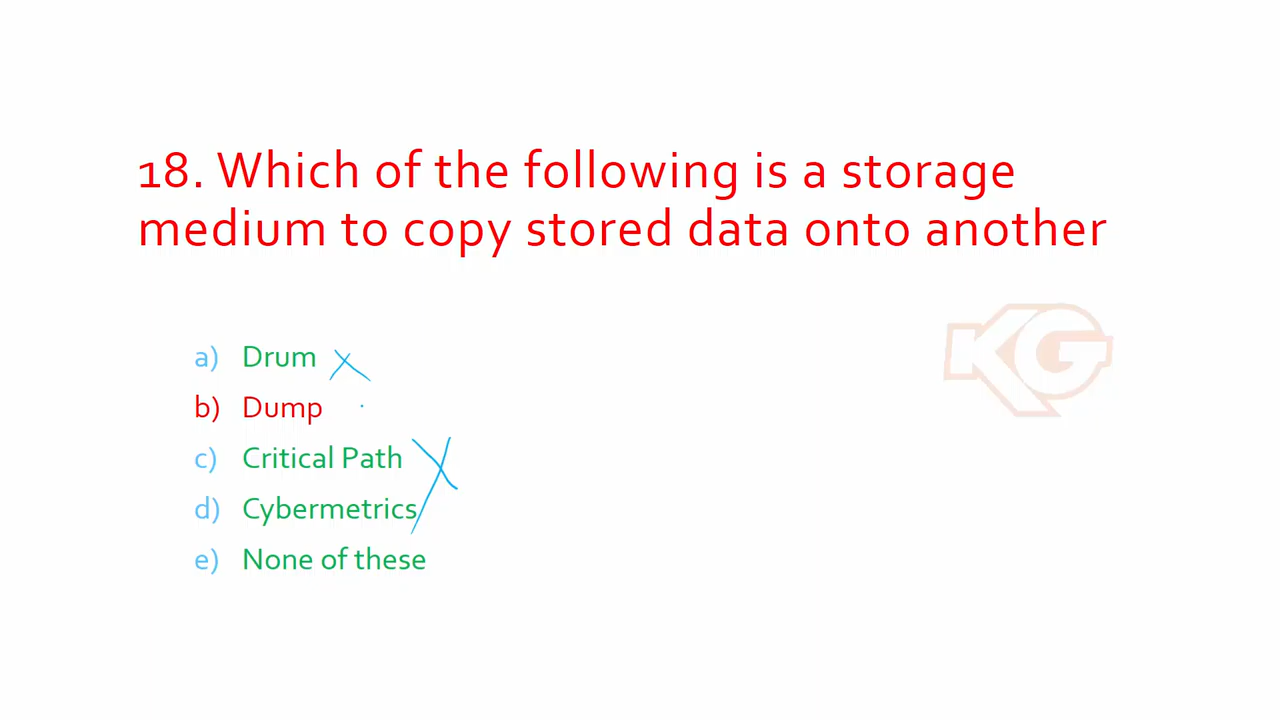 18. Which of the following is a storage
medium to copy stored data onto another
KG
a) Drum
b) Dump
c) Critical Path
d) Cybermetrics
e) None of these